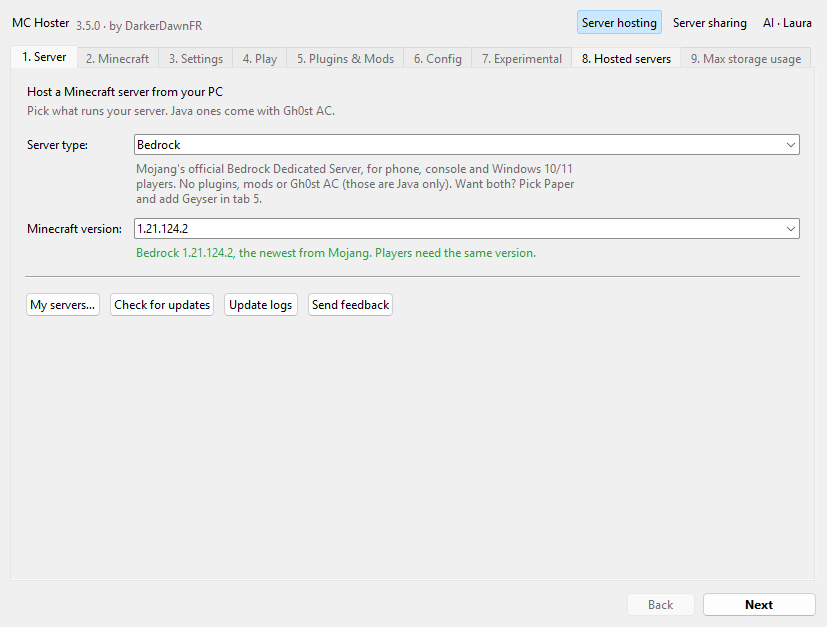 MC Hoster 3.5.0 · by DarkerDawnFR
Server hosting Server sharing AI · Laura
1. Server 2. Minecraft 3. Settings 4. Play 5. Plugins & Mods 6. Config 7. Experimental 8. Hosted servers 9. Max storage usage
Host a Minecraft server from your PC
Pick what runs your server. Java ones come with Gh0st AC.
Server type: Bedrock
Mojang's official Bedrock Dedicated Server, for phone, console and Windows 10/11
players. No plugins, mods or Gh0st AC (those are Java only). Want both? Pick Paper
and add Geyser in tab 5.
Minecraft version: 1.21.124.2
Bedrock 1.21.124.2, the newest from Mojang. Players need the same version.
My servers... Check for updates Update logs Send feedback
Back Next